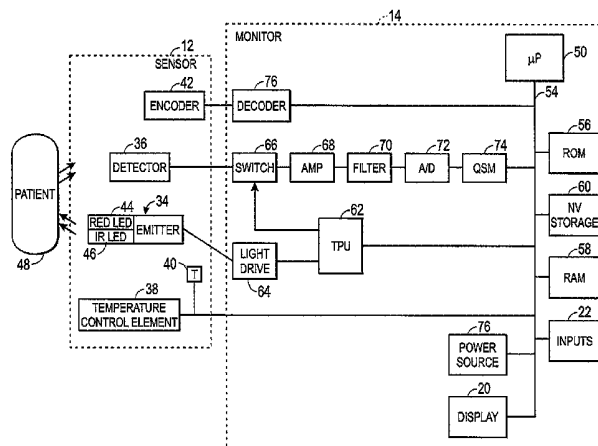 14
12
MONITOR
SENSOR
µP
50
42
76
54
ENCODER
DECODER
56
36
66
68
70
72
74
ROM
DETECTOR
SWITCH
AMP
FILTER
A/D
QSM
60
PATIENT
NV
STORAGE
62
44
34
RED LED
EMITTER
IR LED
TPU
58
48
46
LIGHT
DRIVE
RAM
40
T
64
38
22
TEMPERATURE
CONTROL ELEMENT
76
INPUTS
POWER
SOURCE
20
DISPLAY